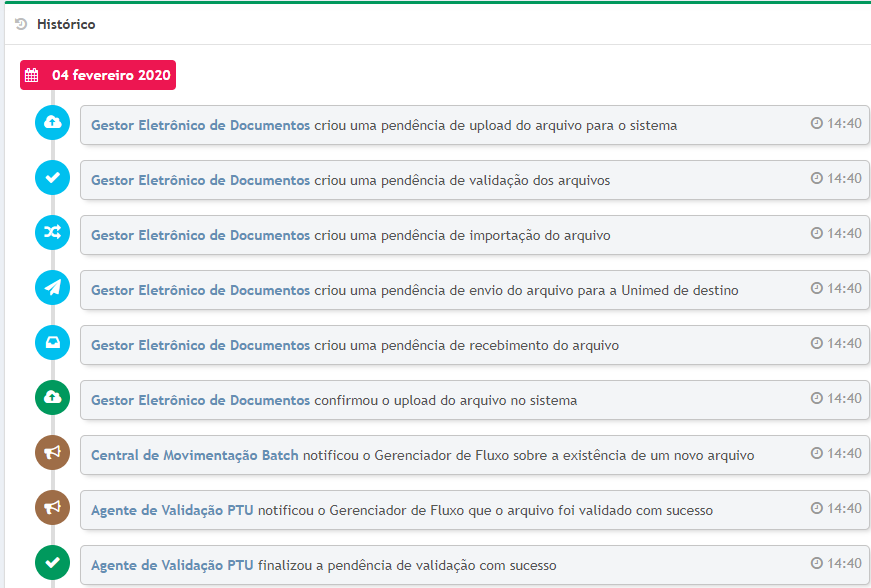 Histórico
04 fevereiro 2020
Gestor Eletrônico de Documentos criou uma pendência de upload do arquivo para o sistema 14:40
Gestor Eletrônico de Documentos criou uma pendência de validação dos arquivos 14:40
Gestor Eletrônico de Documentos criou uma pendência de importação do arquivo 14:40
Gestor Eletrônico de Documentos criou uma pendência de envio do arquivo para a Unimed de destino 14:40
Gestor Eletrônico de Documentos criou uma pendência de recebimento do arquivo 14:40
Gestor Eletrônico de Documentos confirmou o upload do arquivo no sistema 14:40
Central de Movimentação Batch notificou o Gerenciador de Fluxo sobre a existência de um novo arquivo 14:40
Agente de Validação PTU notificou o Gerenciador de Fluxo que o arquivo foi validado com sucesso 14:40
Agente de Validação PTU finalizou a pendência de validação com sucesso 14:40